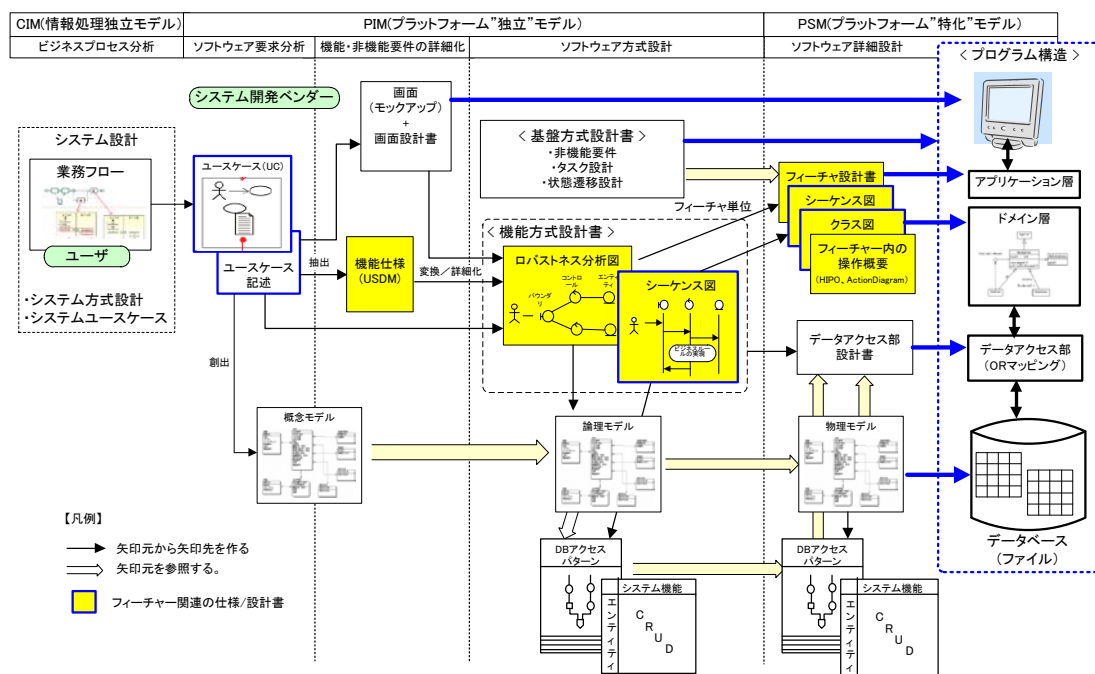 CIM(情報処理独立モデル)
PIM(プラットフォーム”独立”モデル)
PSM(プラットフォーム”特化”モデル)
ビジネスプロセス分析
ソフトウェア要求分析
機能・非機能要件の詳細化
ソフトウェア方式設計
ソフトウェア詳細設計
<プログラム構造>
システム開発ベンダー
画面
(モックアップ)
+
画面設計書
システム設計
業務フロー
ユーザ
・システム方式設計
・システムユースケース
ユースケース(UC)
ユースケース
記述
抽出
機能仕様
(USDM)
変換/詳細化
創出
<基盤方式設計書>
・非機能要件
・タスク設計
・状態遷移設計
フィーチャ単位
<機能方式設計書>
ロバストネス分析図
コントロ
ール
エンティ
ティ
バウンダ
リ
シーケンス図
ビジネスルー
ルの実現
フィーチャ設計書
シーケンス図
クラス図
フィーチャー内の
操作概要
(HIPO、ActionDiagram)
データアクセス部
設計書
アプリケーション層
ドメイン層
データアクセス部
(ORマッピング)
データベース
(ファイル)
概念モデル
論理モデル
物理モデル
DBアクセス
パターン
システム機能
エンティティ
CRUD
DBアクセス
パターン
システム機能
エンティティ
CRUD
【凡例】
矢印元から矢印先を作る
矢印元を参照する。
フィーチャー関連の仕様/設計書